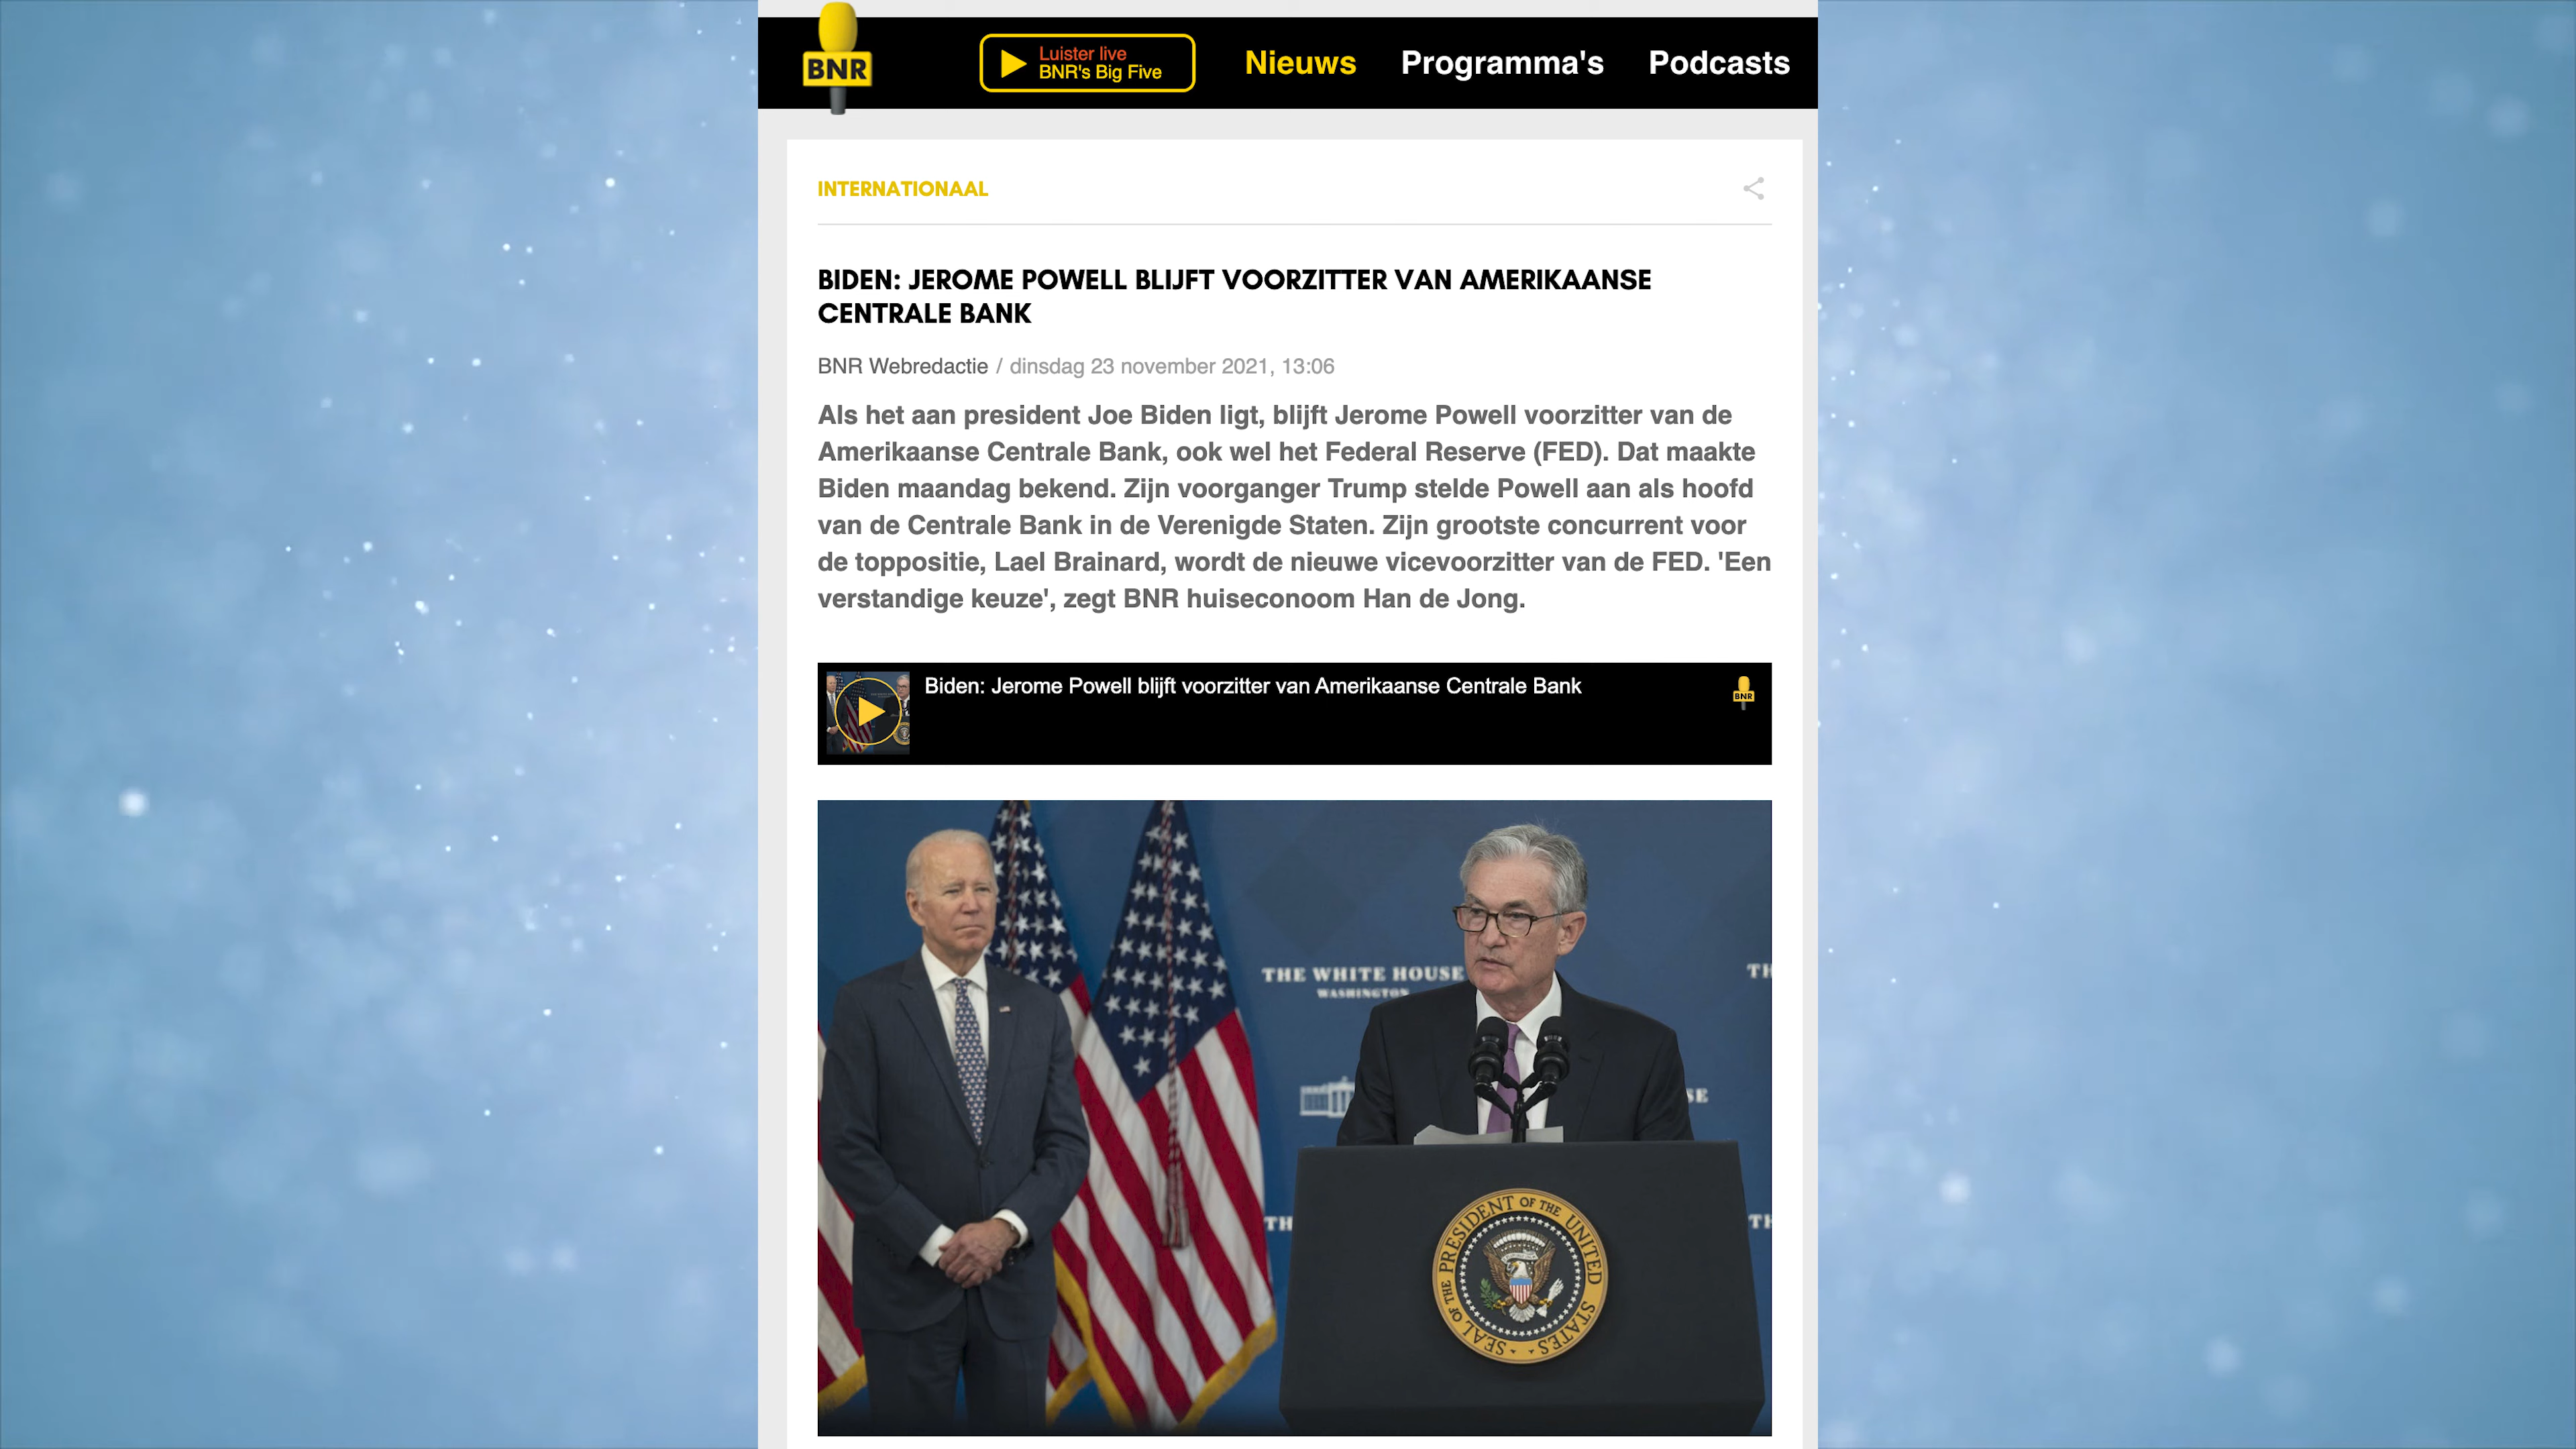 BNR
Luister live
BNR's Big Five
Nieuws
Programma's
Podcasts
INTERNATIONAAL
BIDEN: JEROME POWELL BLIJFT VOORZITTER VAN AMERIKAANSE
CENTRALE BANK
BNR Webredactie / dinsdag 23 november 2021, 13:06
Als het aan president Joe Biden ligt, blijft Jerome Powell voorzitter van de
Amerikaanse Centrale Bank, ook wel het Federal Reserve (FED). Dat maakte
Biden maandag bekend. Zijn voorganger Trump stelde Powell aan als hoofd
van de Centrale Bank in de Verenigde Staten. Zijn grootste concurrent voor
de toppositie, Lael Brainard, wordt de nieuwe vicevoorzitter van de FED. 'Een
verstandige keuze', zegt BNR huiseconoom Han de Jong.
Biden: Jerome Powell blijft voorzitter van Amerikaanse Centrale Bank
BNR
THE WHITE HOUSE
WASHINGTON
TH
SE
TH
TH
SEAL OF THE PRESIDENT OF THE UNITED STATES